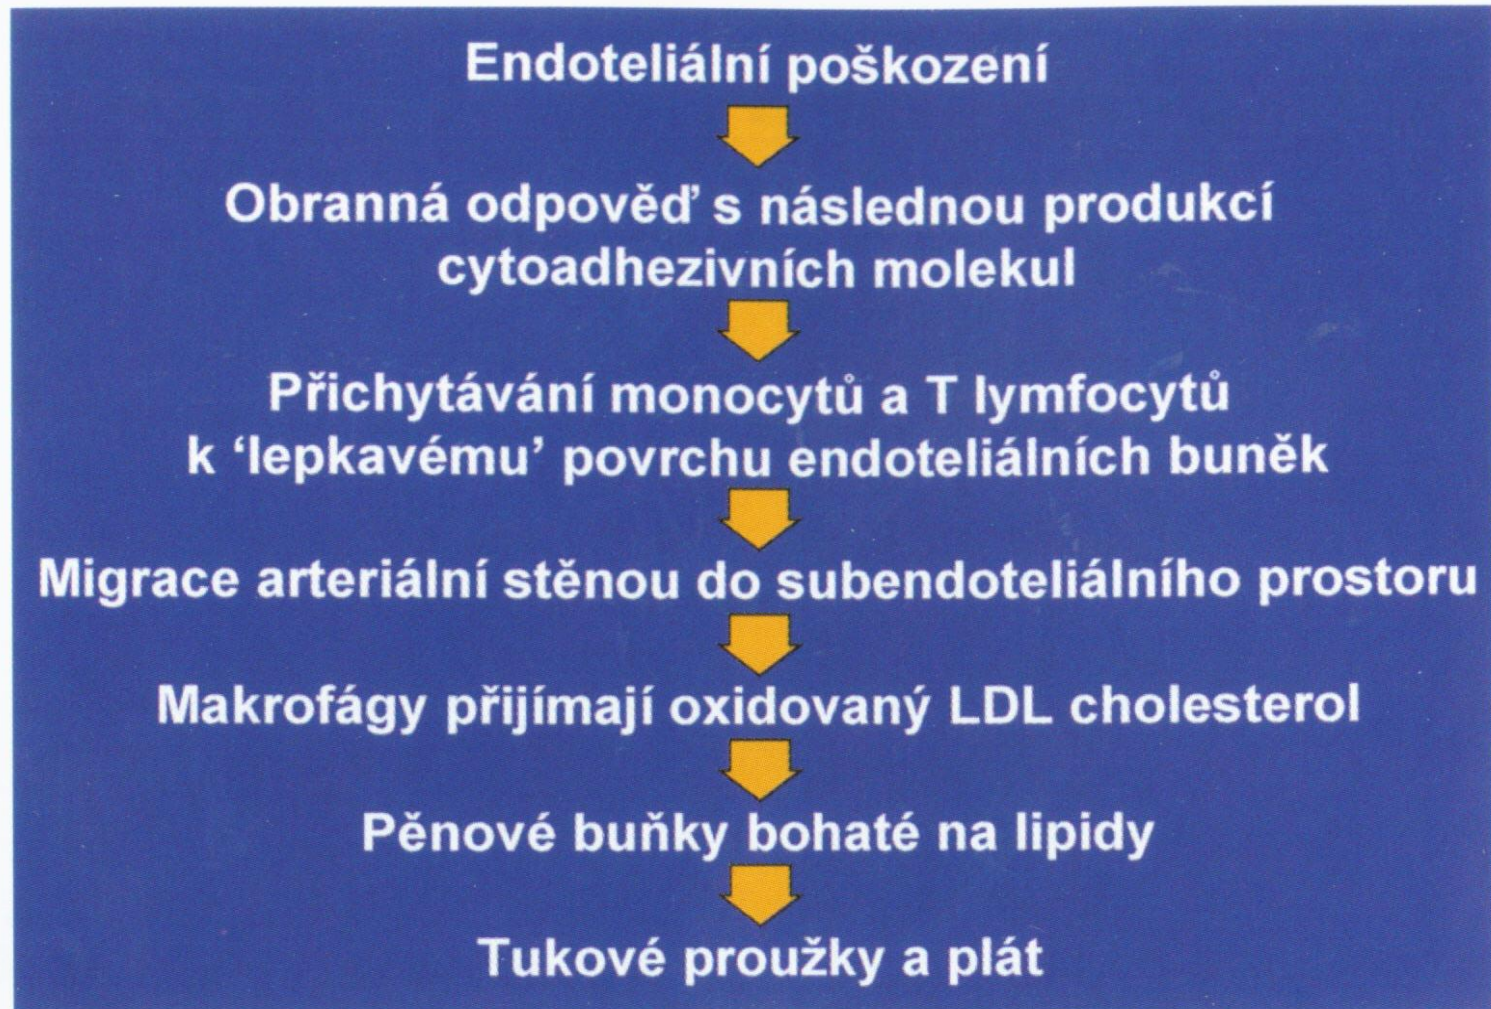 Endoteliální poškození
Obranná odpověď s následnou produkcí
cytoadhezivních molekul
Přichytávání monocytů a T lymfocytů
k ‘lepkavému’ povrchu endoteliálních buněk
Migrace arteriální stěnou do subendoteliálního prostoru
Makrofágy přijímají oxidovaný LDL cholesterol
Pěnové buňky bohaté na lipidy
Tukové proužky a plát